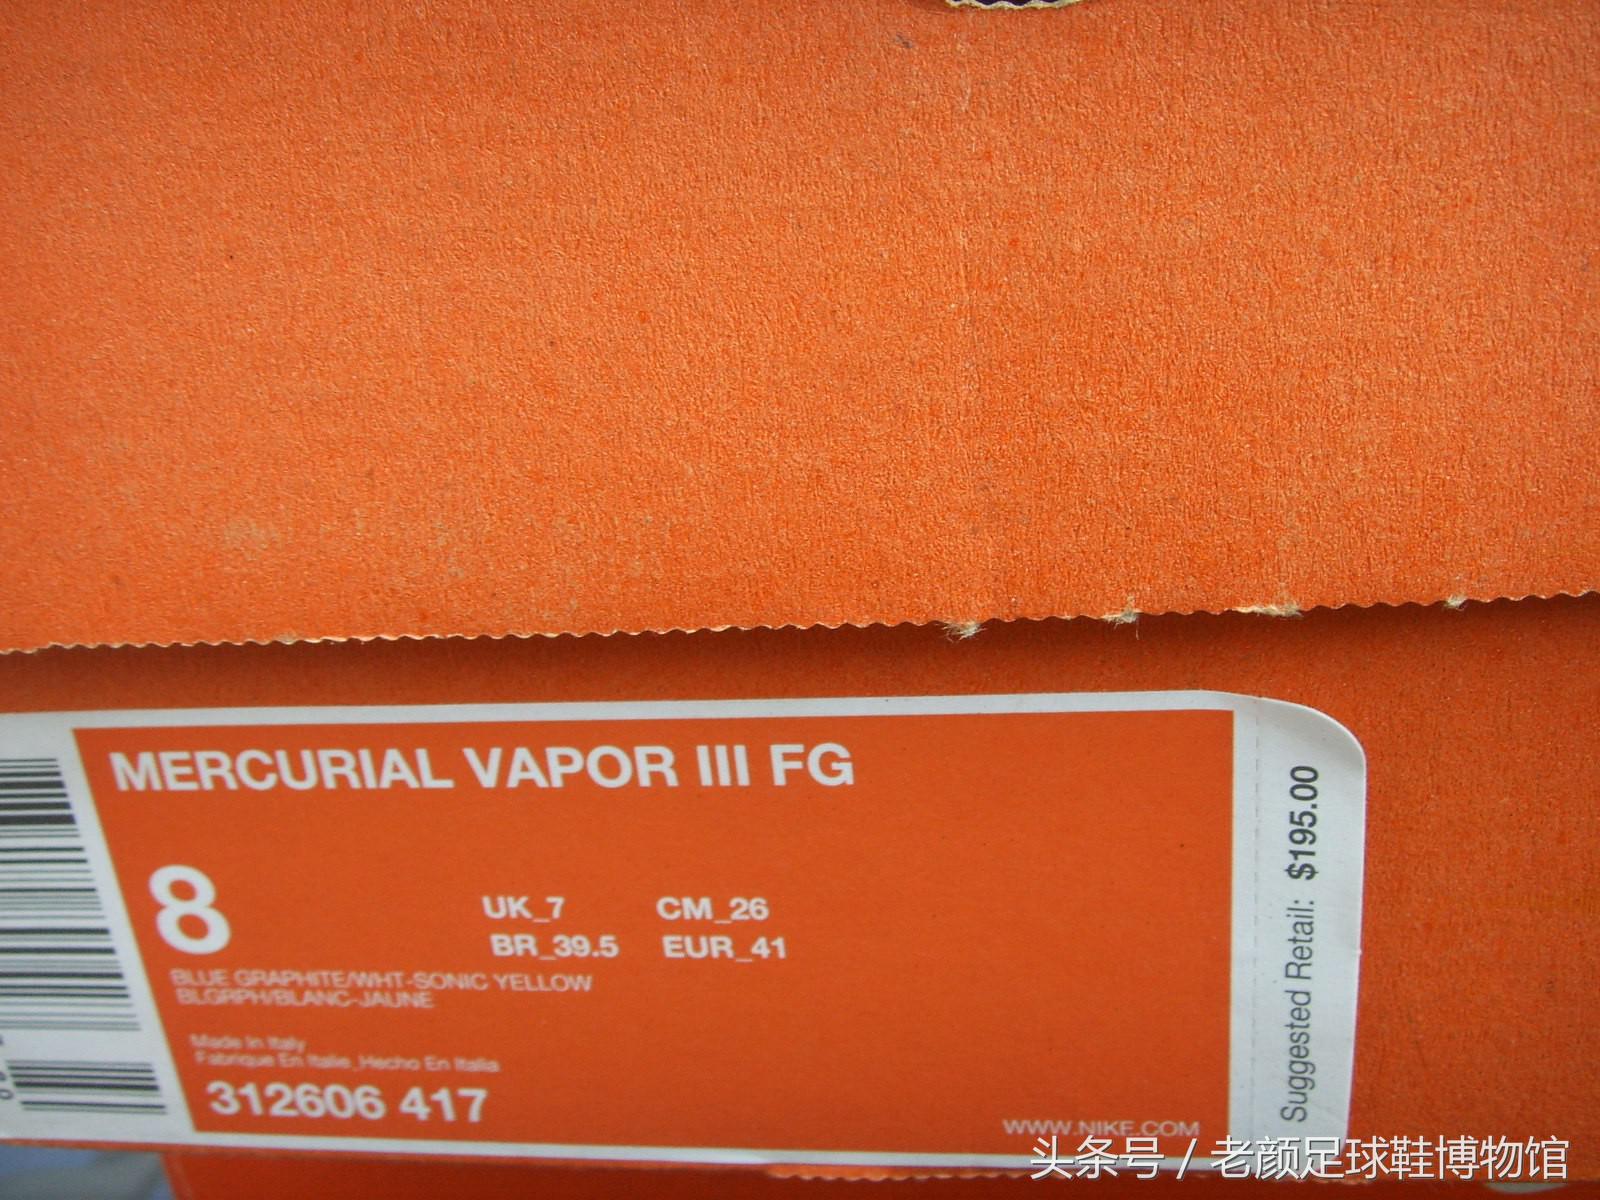 MERCURIAL VAPOR III FG
8
UK_7 CM_26
BR_39.5 EUR_41
BLUE GRAPHITE/WHT-SONIC YELLOW
BLGRPH/BLANC-JAUNE
Made In Italy
Fabrique En Italie, Hecho En Italia
312606 417
WWW.NIKE.COM
Suggested Retail: $195.00
头条号 / 老颜足球鞋博物馆